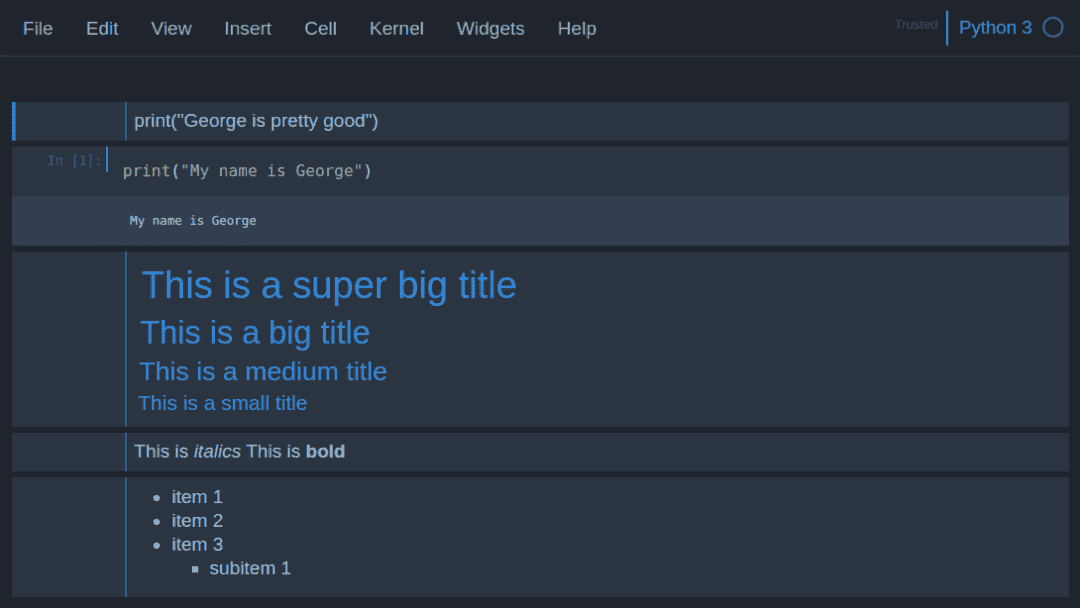 File Edit View Insert Cell Kernel Widgets Help Trusted Python 3
print("George is pretty good")
In [1]: print("My name is George")
My name is George
This is a super big title
This is a big title
This is a medium title
This is a small title
This is italics This is bold
item 1
item 2
item 3
subitem 1